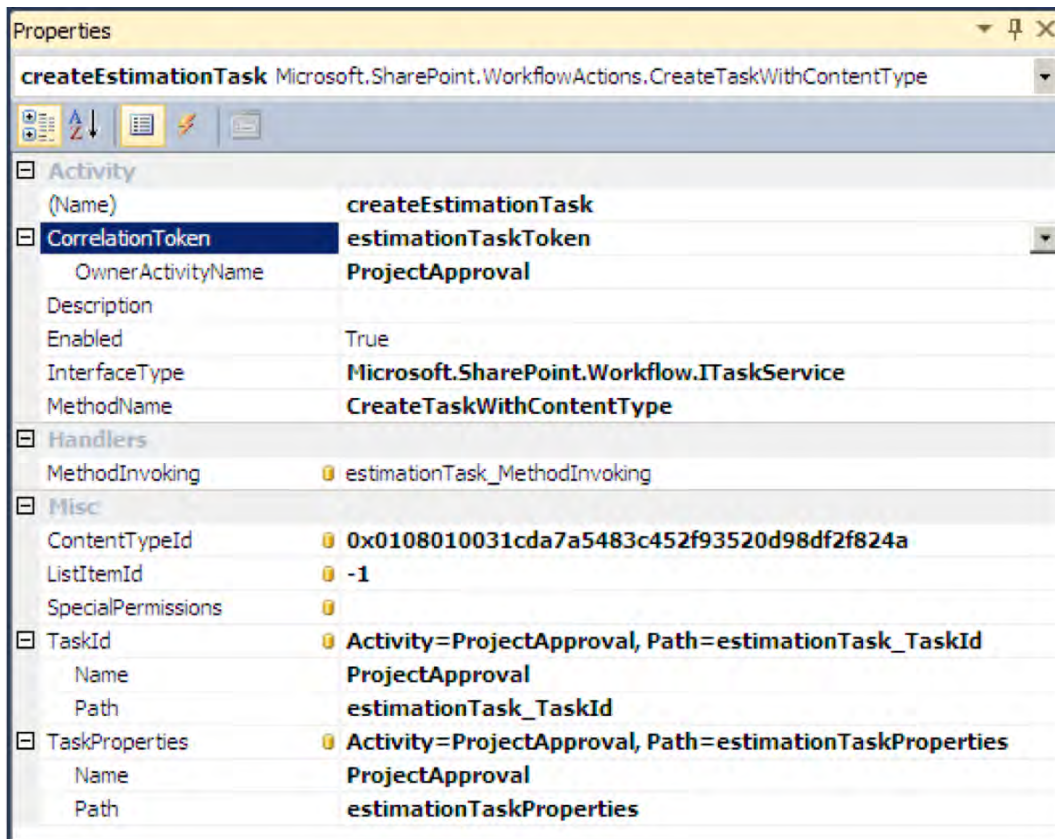 Properties
createEstimationTask Microsoft.SharePoint.WorkflowActions.CreateTaskWithContentType
Activity
(Name) createEstimationTask
CorrelationToken estimationTaskToken
OwnerActivityName ProjectApproval
Description
Enabled True
InterfaceType Microsoft.SharePoint.Workflow.ITaskService
MethodName CreateTaskWithContentType
Handlers
MethodInvoking estimationTask_MethodInvoking
Misc
ContentTypeId 0x0108010031cda7a5483c452f93520d98df2f824a
ListItemId -1
SpecialPermissions
TaskId Activity=ProjectApproval, Path=estimationTask_TaskId
Name ProjectApproval
Path estimationTask_TaskId
TaskProperties Activity=ProjectApproval, Path=estimationTaskProperties
Name ProjectApproval
Path estimationTaskProperties